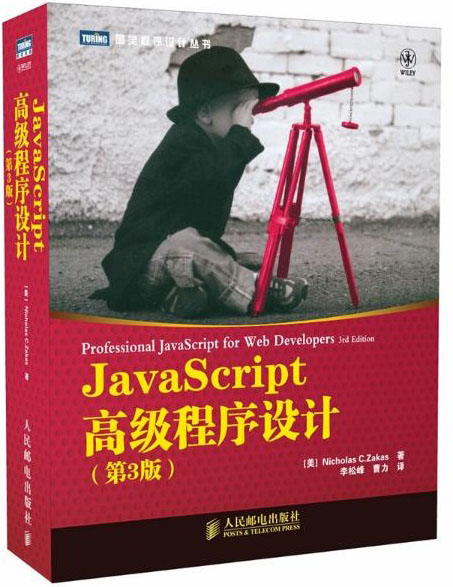 TURING
图灵程序设计丛书
WILEY
Professional JavaScript for Web Developers 3rd Edition
JavaScript
高级程序设计
（第3版）
［美］ Nicholas C.Zakas 著
李松峰 曹力 译
人民邮电出版社
POSTS & TELECOM PRESS
TURING
JavaScript
高级程序设计
（第3版）
［美］ Nicholas C.Zakas 著
人民邮电出版社